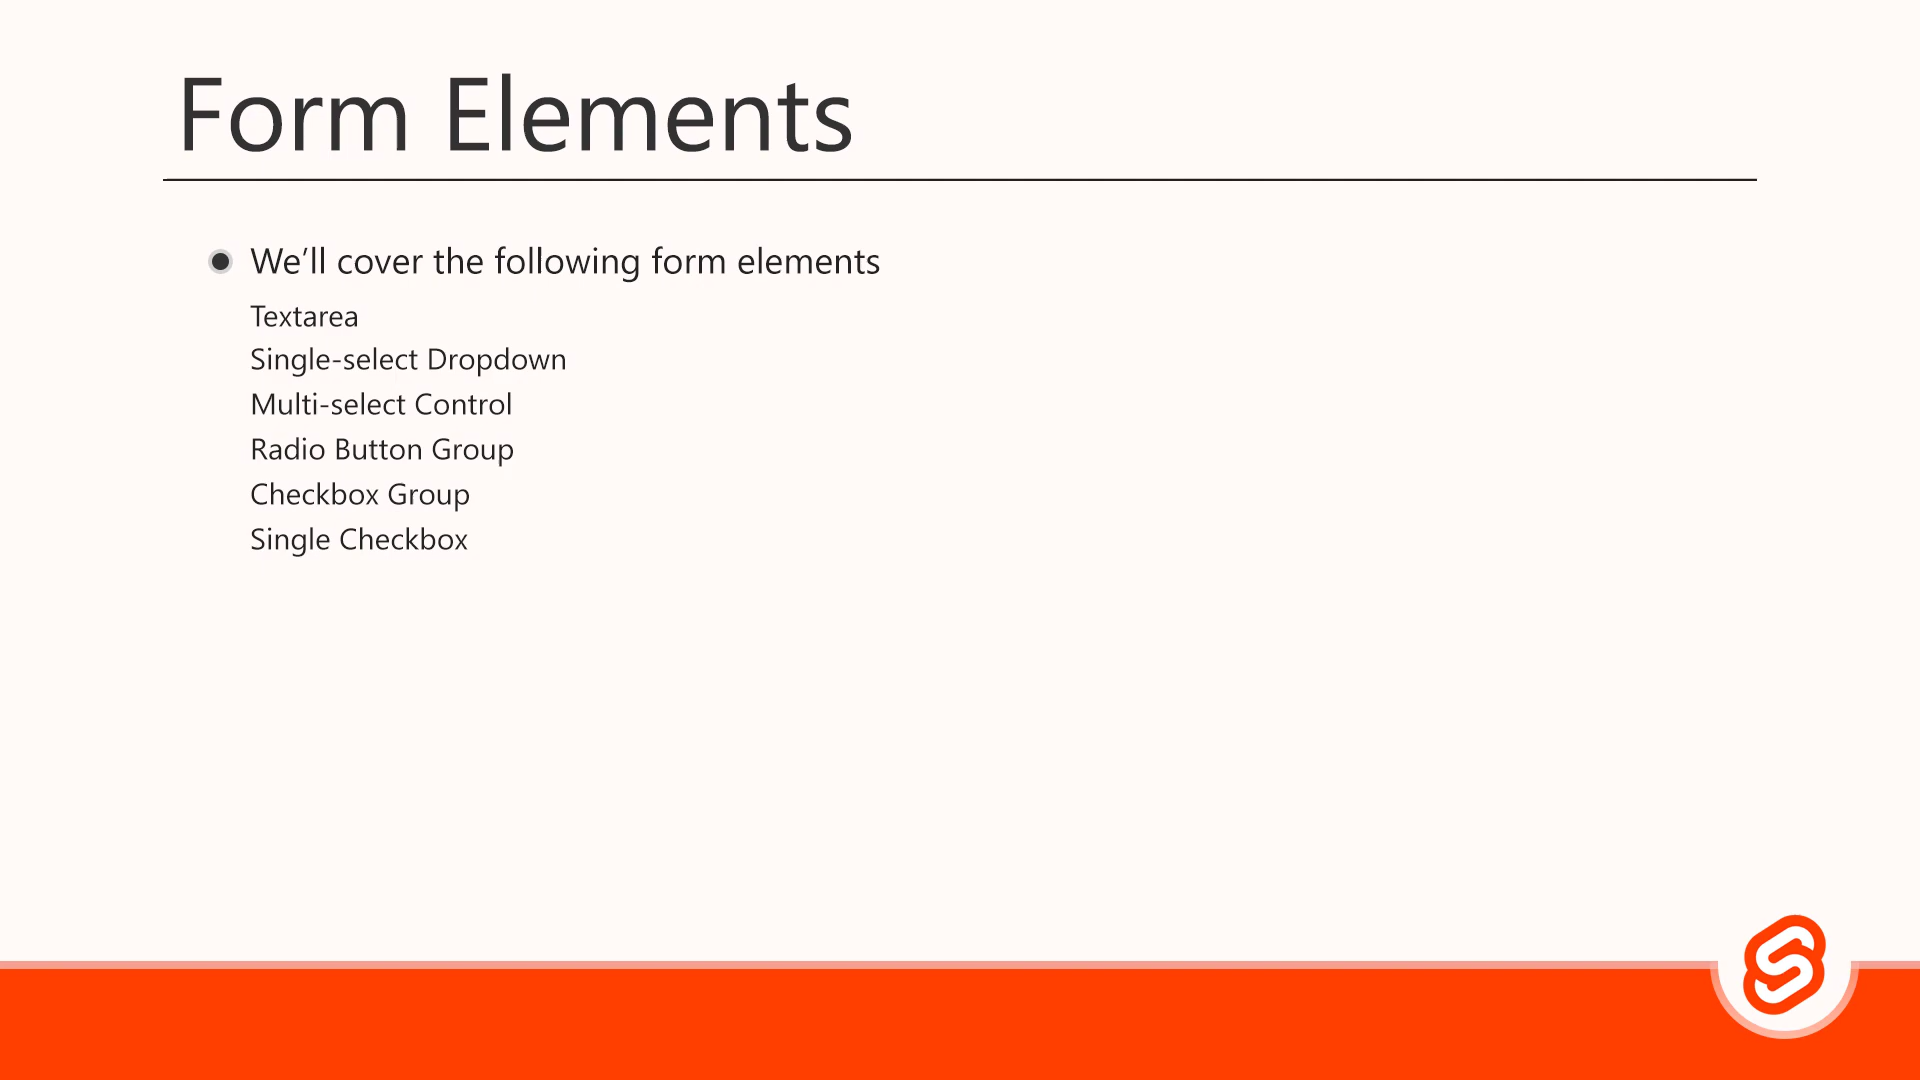 Form Elements
We’ll cover the following form elements
Textarea
Single-select Dropdown
Multi-select Control
Radio Button Group
Checkbox Group
Single Checkbox